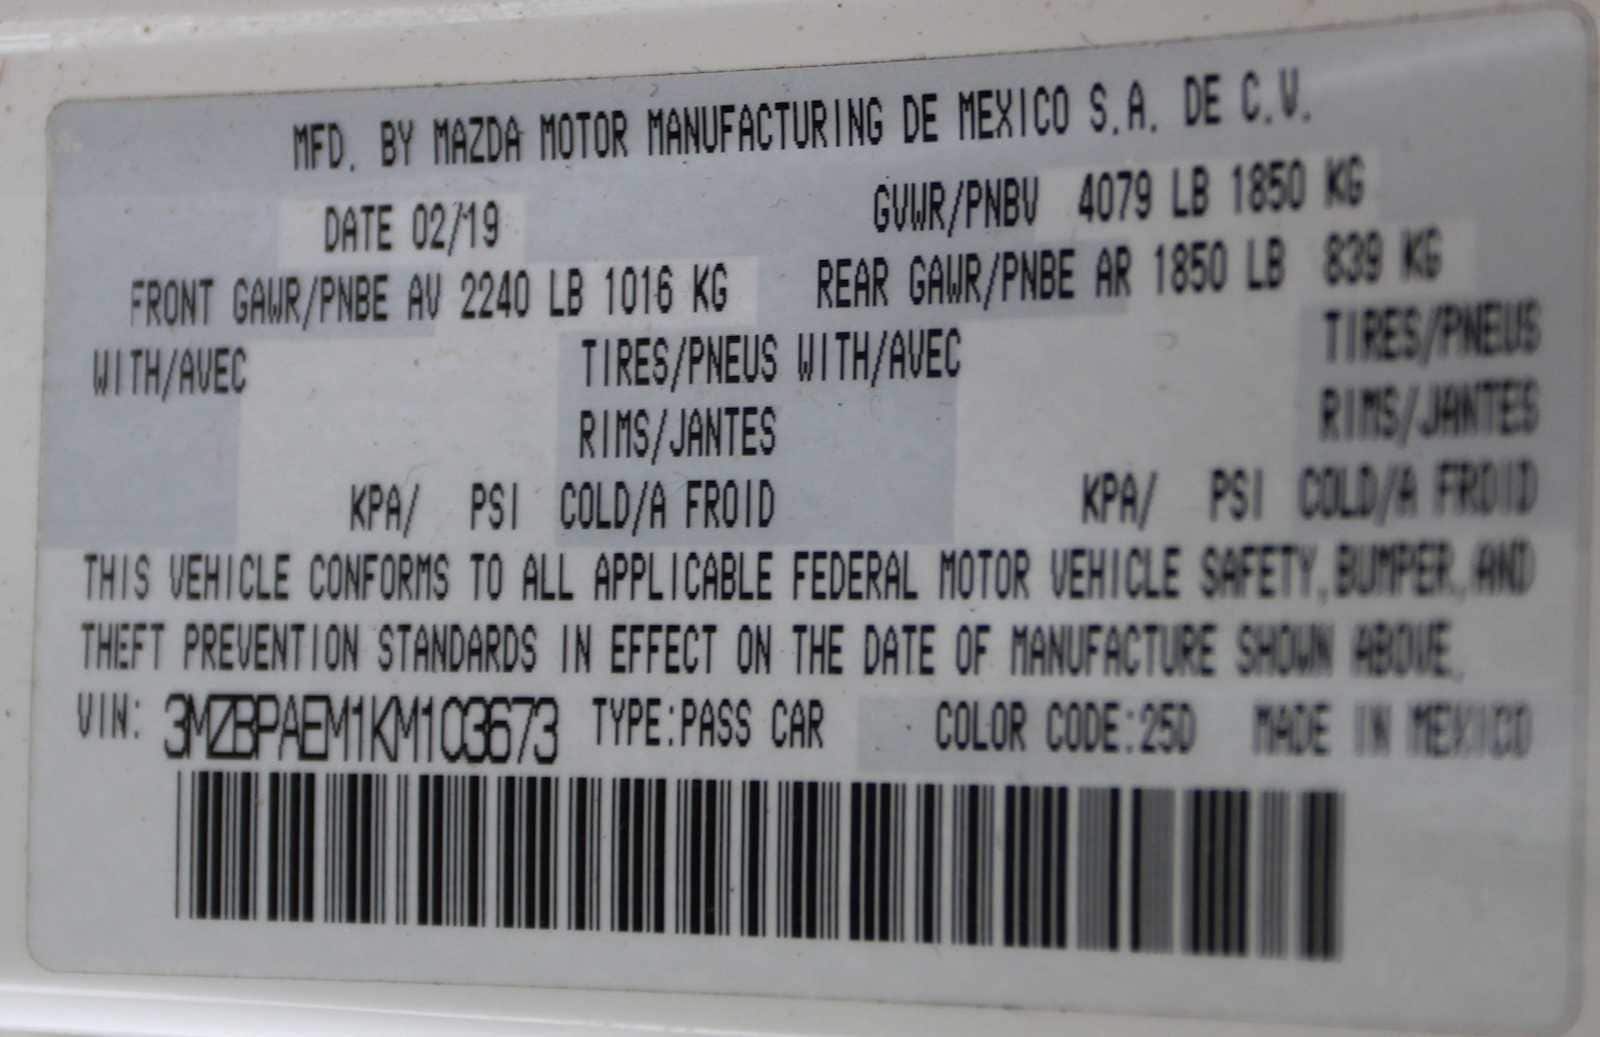 MFD. BY MAZDA MOTOR MANUFACTURING DE MEXICO S.A. DE C.V.
DATE 02/19 GVWR/PNBV 4079 LB 1850 KG
FRONT GAWR/PNBE AV 2240 LB 1016 KG REAR GAWR/PNBE AR 1850 LB 839 KG
WITH/AVEC TIRES/PNEUS WITH/AVEC TIRES/PNEUS
RIMS/JANTES RIMS/JANTES
KPA/ PSI COLD/A FROID KPA/ PSI COLD/A FROID
THIS VEHICLE CONFORMS TO ALL APPLICABLE FEDERAL MOTOR VEHICLE SAFETY,BUMPER,AND
THEFT PREVENTION STANDARDS IN EFFECT ON THE DATE OF MANUFACTURE SHOWN ABOVE.
VIN: 3MZBPAEM1KM103673 TYPE:PASS CAR COLOR CODE:25D MADE IN MEXICO